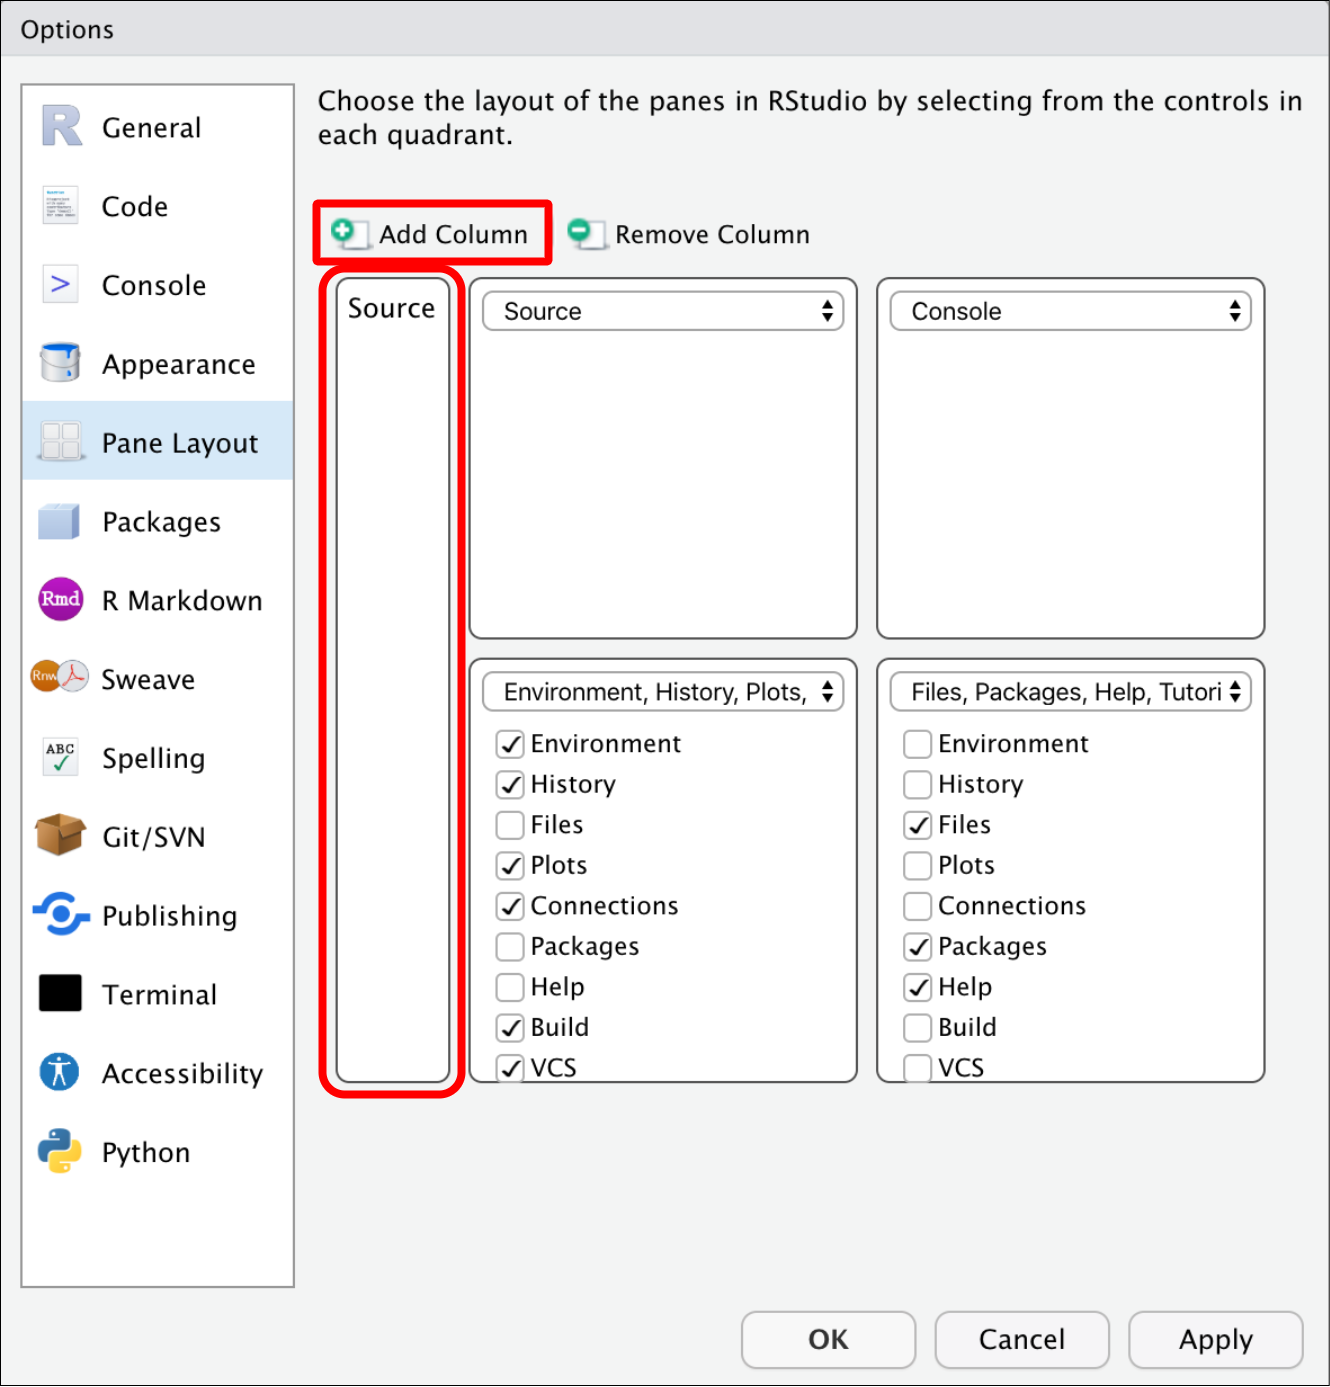 Options
General
Code
Console
Appearance
Pane Layout
Packages
Rmd
R Markdown
Rnw
Sweave
ABC
Spelling
Git/SVN
Publishing
Terminal
Accessibility
Python
Choose the layout of the panes in RStudio by selecting from the controls in
each quadrant.
Add Column
Remove Column
Source
Source
Console
Environment, History, Plots,
Environment
History
Files
Plots
Connections
Packages
Help
Build
VCS
Files, Packages, Help, Tutori
Environment
History
Files
Plots
Connections
Packages
Help
Build
VCS
OK
Cancel
Apply